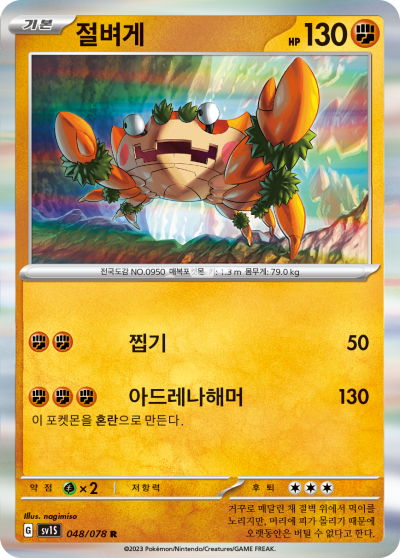 기본 절벼게 HP 130
전국도감 NO.0950 매복포켓몬 키: 1.3 m 몸무게: 79.0 kg
찝기 50
아드레나해머 130
이 포켓몬을 혼란으로 만든다.
약점 ×2 저항력 후퇴
Illus. nagimiso
G sv1S 048/078 R
거꾸로 매달린 채 절벽 위에서 먹이를
노리지만, 머리에 피가 몰리기 때문에
오랫동안은 버틸 수 없다고 한다.
©2023 Pokémon/Nintendo/Creatures/GAME FREAK.